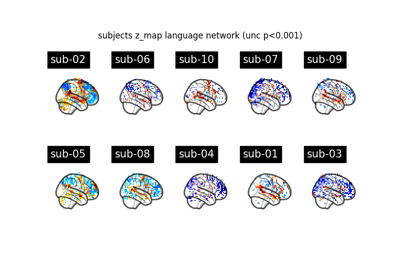 subjects z_map language network (unc p<0.001)
sub-02 sub-06 sub-10 sub-07 sub-09
sub-05 sub-08 sub-04 sub-01 sub-03